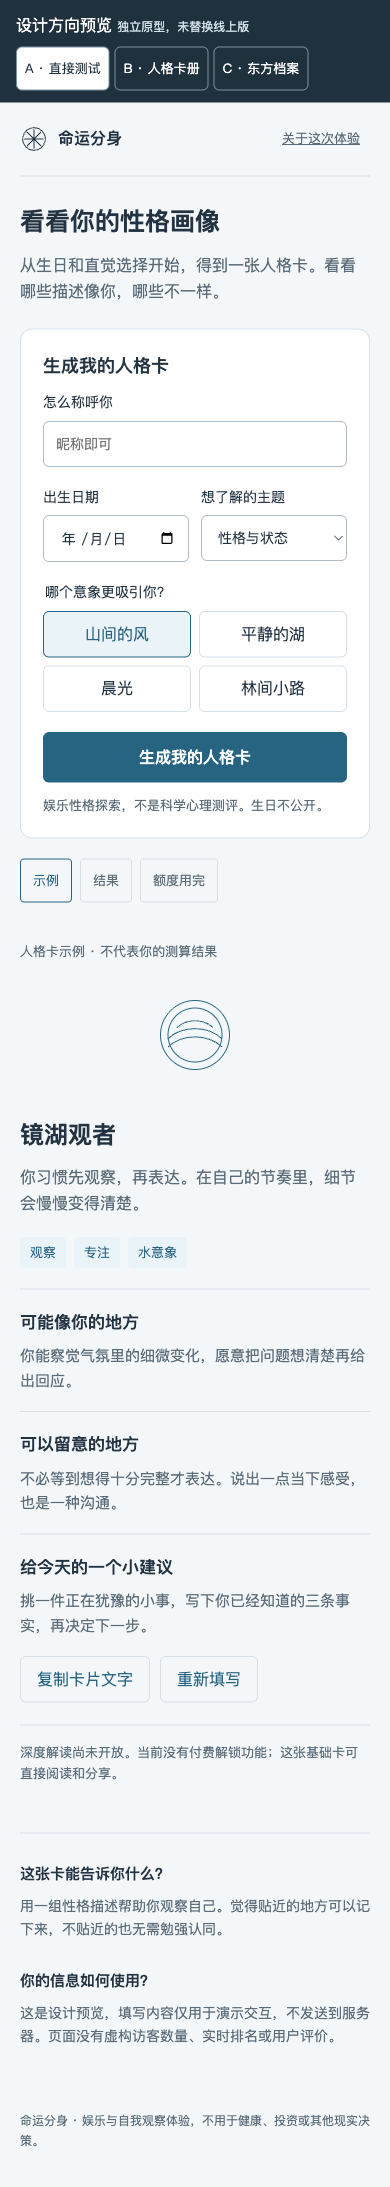 设计方向预览 独立原型，未替换线上版
A · 直接测试 B · 人格卡册 C · 东方档案
命运分身 关于这次体验
看看你的性格画像
从生日和直觉选择开始，得到一张人格卡。看看
哪些描述像你，哪些不一样。
生成我的人格卡
怎么称呼你
昵称即可
出生日期 想了解的主题
年 /月/日 性格与状态
哪个意象更吸引你？
山间的风 平静的湖
晨光 林间小路
生成我的人格卡
娱乐性格探索，不是科学心理测评。生日不公开。
示例 结果 额度用完
人格卡示例 · 不代表你的测算结果
镜湖观者
你习惯先观察，再表达。在自己的节奏里，细节
会慢慢变得清楚。
观察 专注 水意象
可能像你的地方
你能察觉气氛里的细微变化，愿意把问题想清楚再给
出回应。
可以留意的地方
不必等到想得十分完整才表达。说出一点当下感受，
也是一种沟通。
给今天的一个小建议
挑一件正在犹豫的小事，写下你已经知道的三条事
实，再决定下一步。
复制卡片文字 重新填写
深度解读尚未开放。当前没有付费解锁功能；这张基础卡可
直接阅读和分享。
这张卡能告诉你什么？
用一组性格描述帮助你观察自己。觉得贴近的地方可以记
下来，不贴近的也无需勉强认同。
你的信息如何使用？
这是设计预览，填写内容仅用于演示交互，不发送到服务
器。页面没有虚构访客数量、实时排名或用户评价。
命运分身 · 娱乐与自我观察体验，不用于健康、投资或其他现实决
策。